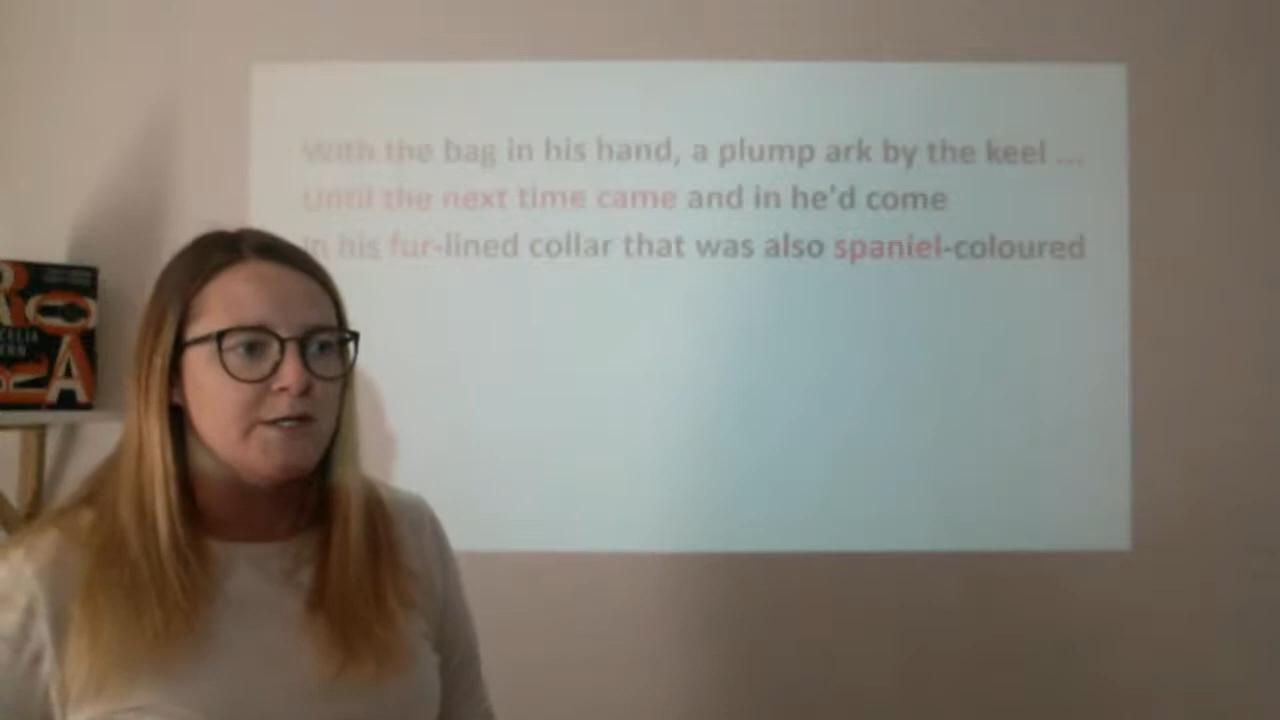 With the bag in his hand, a plump ark by the keel ...
Until the next time came and in he'd come
In his fur-lined collar that was also spaniel-coloured